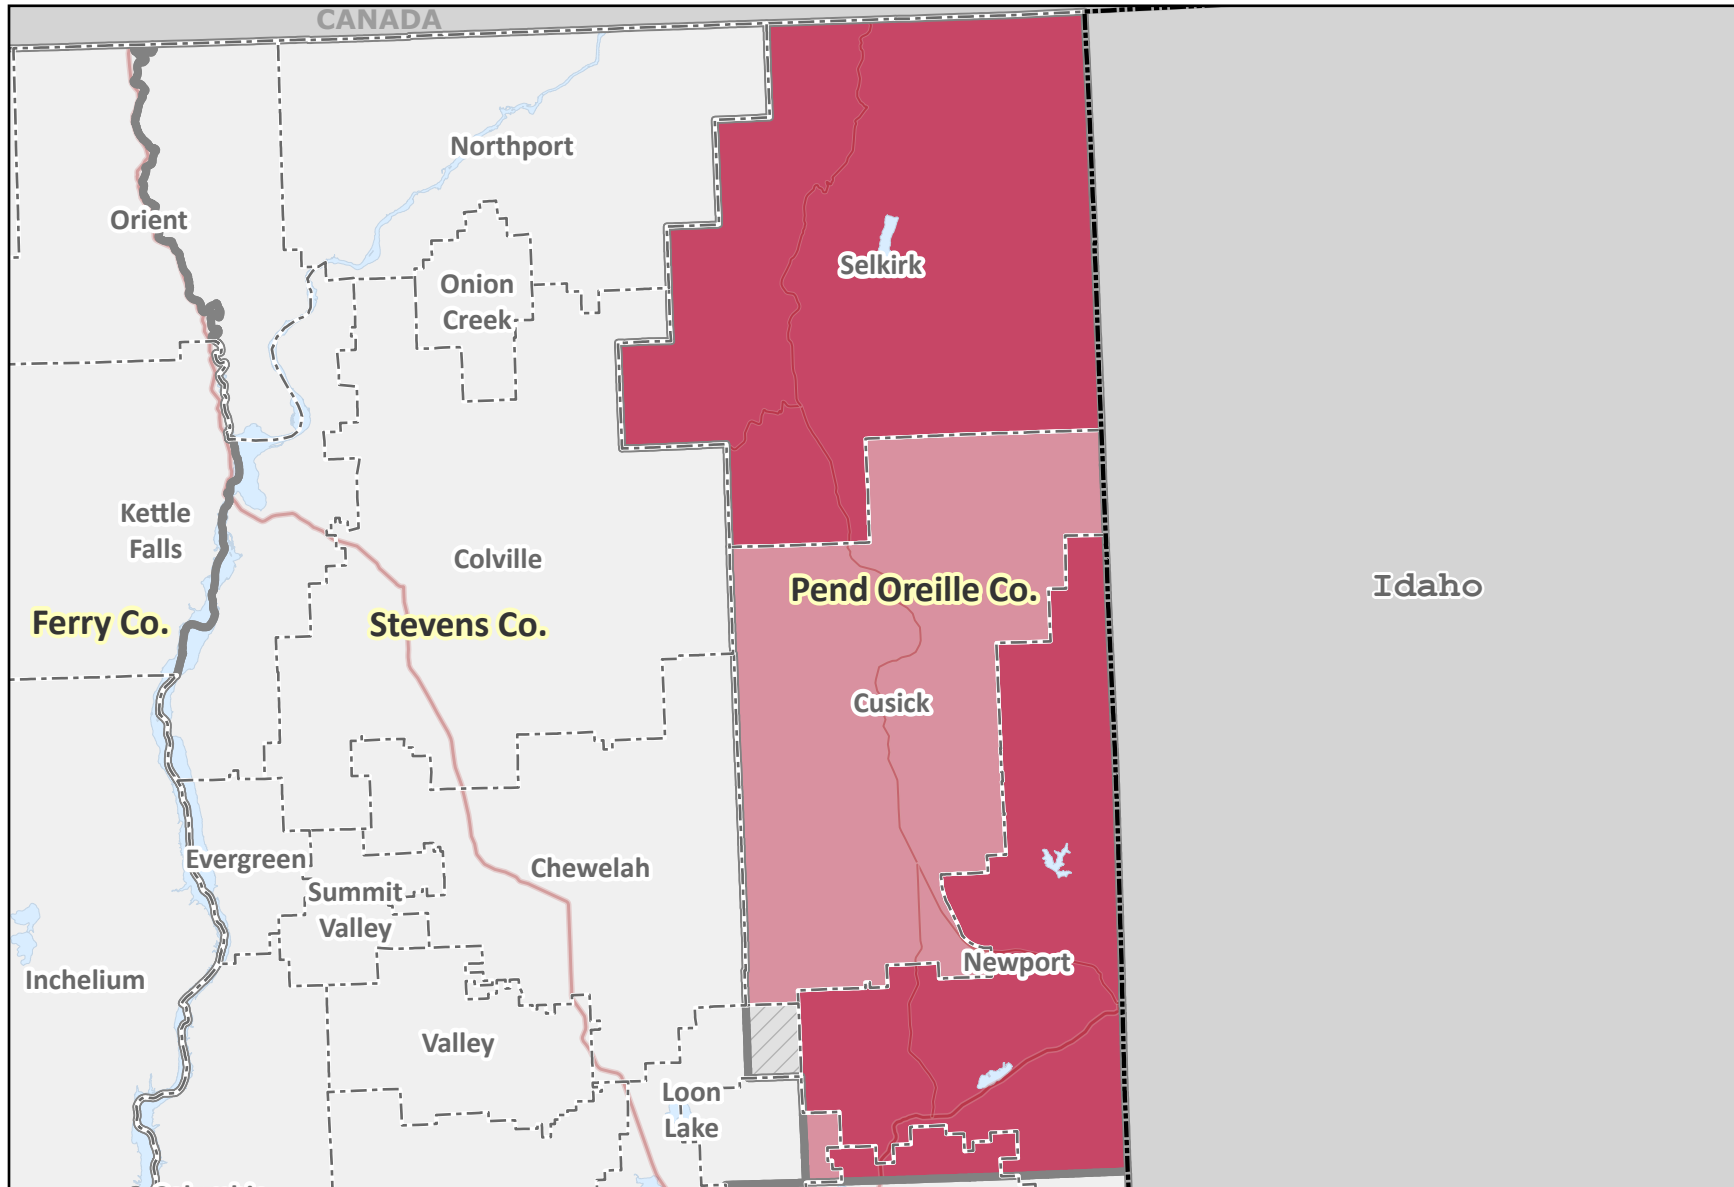 CANADA
Northport
Orient
Selkirk
Onion
Creek
Kettle
Falls
Colville
Pend Oreille Co.
Idaho
Ferry Co.
Stevens Co.
Cusick
Evergreen
Chewelah
Summit
Valley
Newport
Inchelium
Valley
Loon
Lake